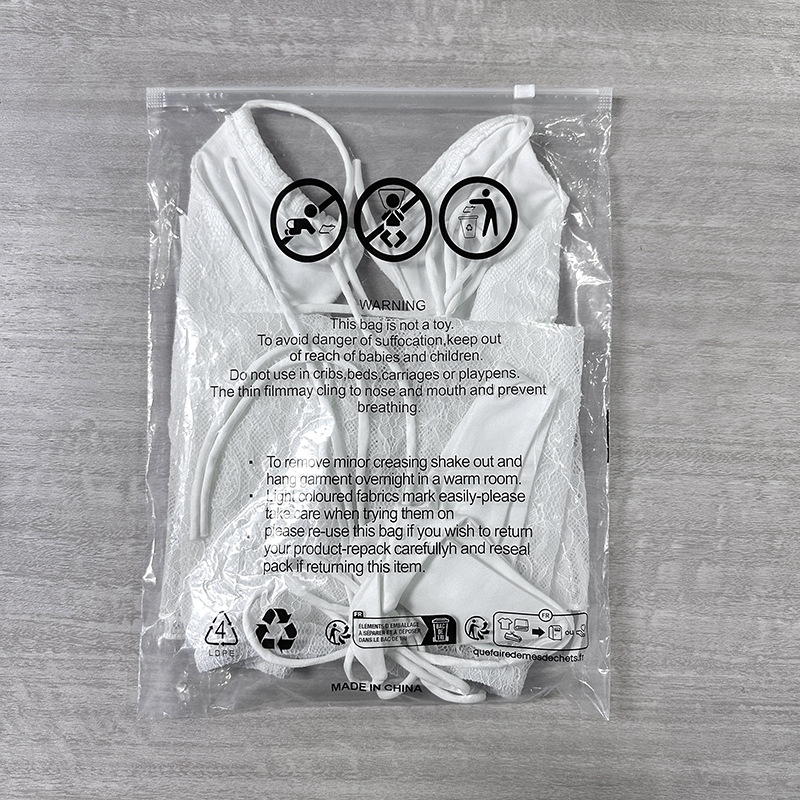 WARNING
This bag is not a toy.
To avoid danger of suffocation,keep out
of reach of babies and children.
Do not use in cribs,beds,carriages or playpens.
The thin filmmay cling to nose and mouth and prevent
breathing.
· To remove minor creasing shake out and
hang garment overnight in a warm room.
· Light coloured fabrics mark easily-please
take care when trying them on
· please re-use this bag if you wish to return
your product-repack carefullyh and reseal
pack if returning this item.
4
LDPE
FR
ÉLÉMENTS D'EMBALLAGE
À SÉPARER ET À DÉPOSER
DANS LE BAC DE TRI
BAC
DE
TRI
FR
OU
quefairedemesdechets.fr
MADE IN CHINA